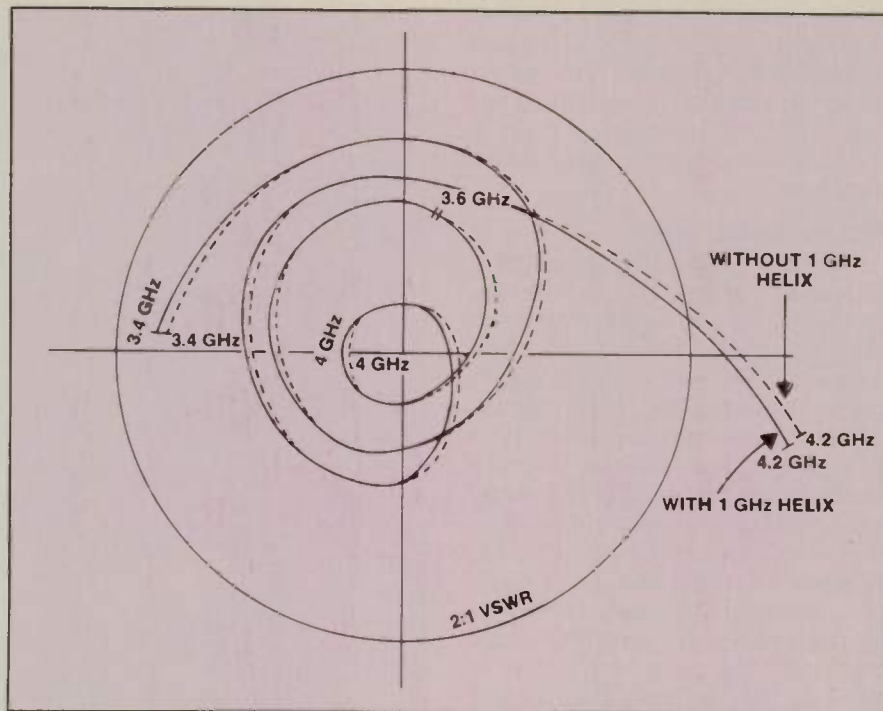 3.6 GHz
WITHOUT 1 GHz
HELIX
3.4 GHz
3.4 GHz
4 GHz
4 GHz
4.2 GHz
4.2 GHz
WITH 1 GHz HELIX
2:1 VSWR